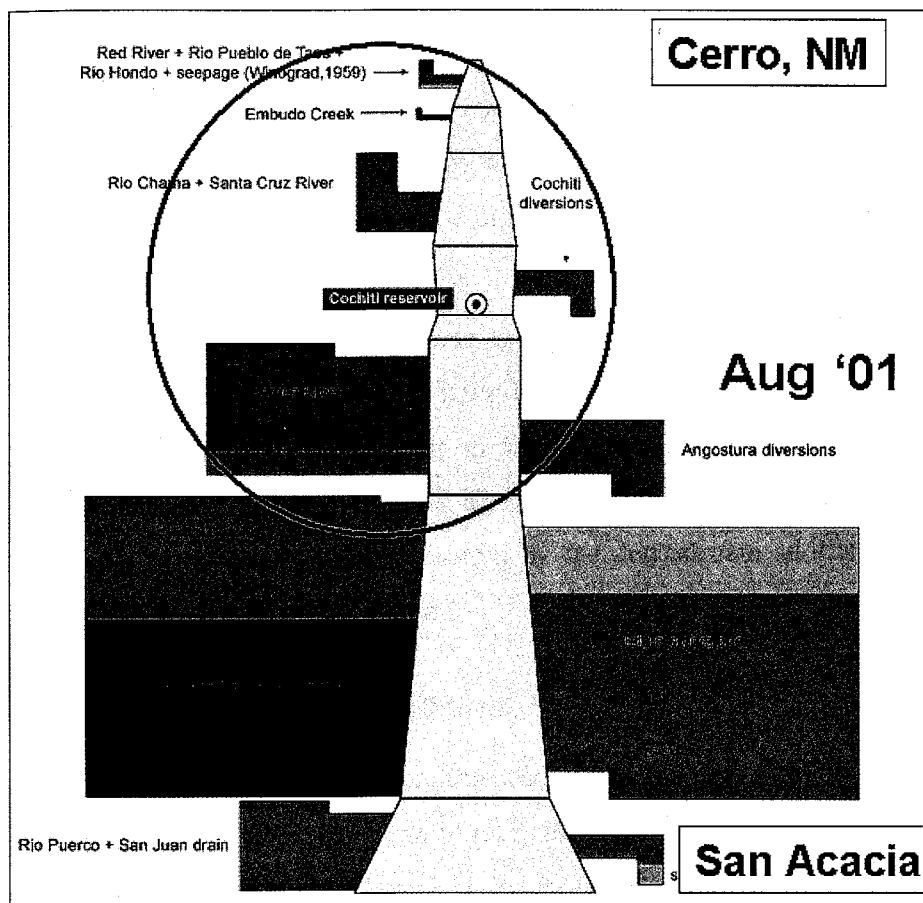 Cerro, NM
Red River + Rio Pueblo de Taos +
Rio Hondo + seepage (Winograd,1959)
Embudo Creek
Rio Chama + Santa Cruz River
Cochiti
diversions
Cochiti reservoir
Aug ‘01
Angostura diversions
Rio Puerco + San Juan drain
San Acacia